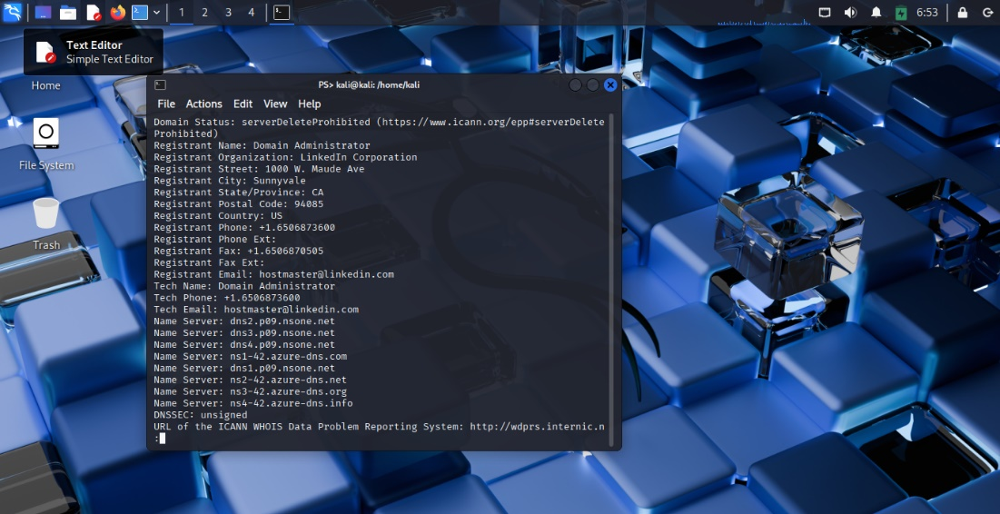 1 2 3 4
6:53
Text Editor
Simple Text Editor
Home
File System
Trash
PS> kali@kali: /home/kali
File Actions Edit View Help
Domain Status: serverDeleteProhibited (https://www.icann.org/epp#serverDelete
Prohibited)
Registrant Name: Domain Administrator
Registrant Organization: LinkedIn Corporation
Registrant Street: 1000 W. Maude Ave
Registrant City: Sunnyvale
Registrant State/Province: CA
Registrant Postal Code: 94085
Registrant Country: US
Registrant Phone: +1.6506873600
Registrant Phone Ext:
Registrant Fax: +1.6506870505
Registrant Fax Ext:
Registrant Email: hostmaster@linkedin.com
Tech Name: Domain Administrator
Tech Phone: +1.6506873600
Tech Email: hostmaster@linkedin.com
Name Server: dns2.p09.nsone.net
Name Server: dns3.p09.nsone.net
Name Server: dns4.p09.nsone.net
Name Server: ns1-42.azure-dns.com
Name Server: dns1.p09.nsone.net
Name Server: ns2-42.azure-dns.net
Name Server: ns3-42.azure-dns.org
Name Server: ns4-42.azure-dns.info
DNSSEC: unsigned
URL of the ICANN WHOIS Data Problem Reporting System: http://wdprs.internic.n
: